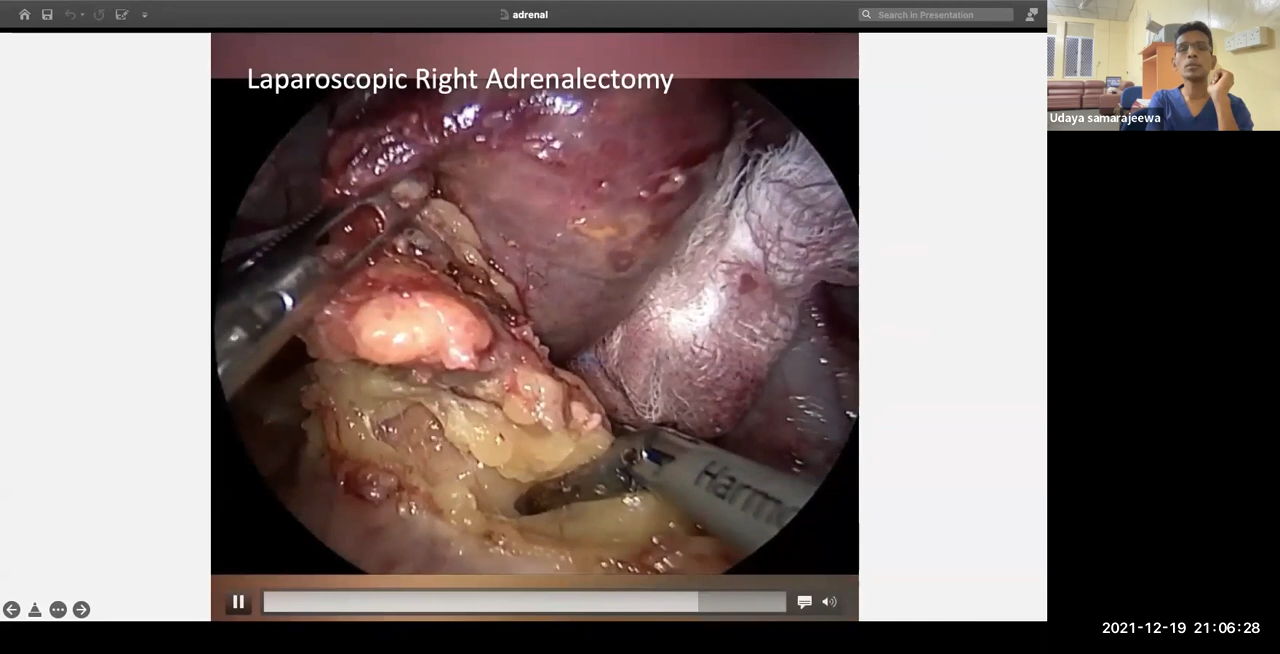 adrenal
Search in Presentation
Laparoscopic Right Adrenalectomy
Udaya samarajeewa
Harmo
2021-12-19 21:06:28